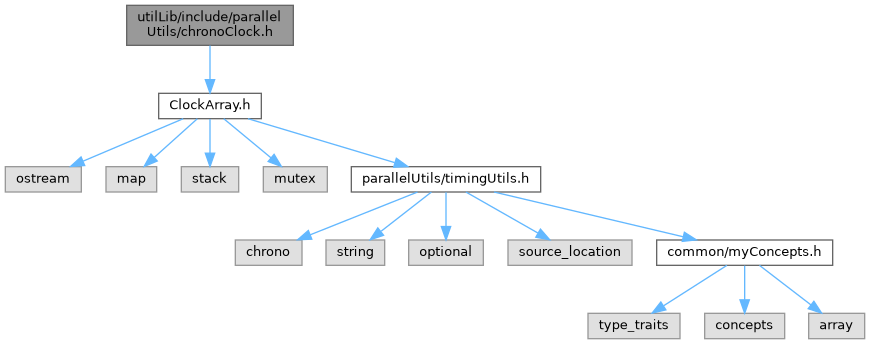 utilLib/include/parallel
Utils/chronoClock.h
ClockArray.h
ostream
map
stack
mutex
parallelUtils/timingUtils.h
chrono
string
optional
source_location
common/myConcepts.h
type_traits
concepts
array